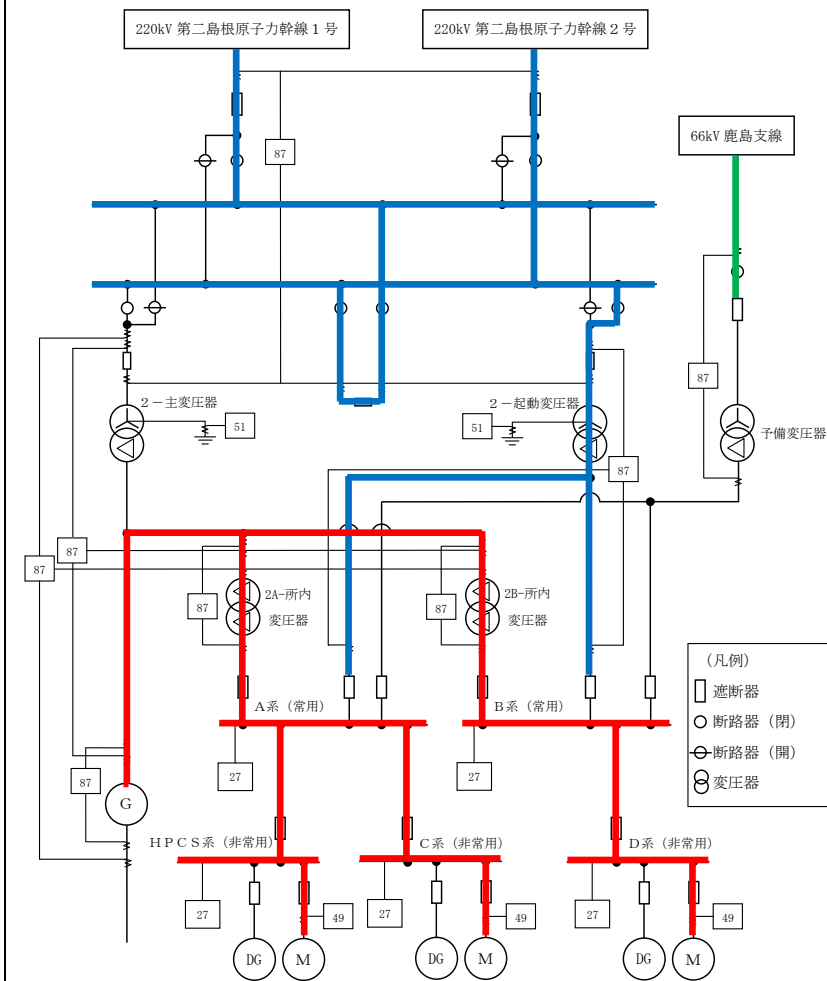 220kV 第二島根原子力幹線１号
220kV 第二島根原子力幹線２号
66kV 鹿島支線
87
87
２－主変圧器
51
２－起動変圧器
51
予備変圧器
87
87
87
87
2A-所内
変圧器
87
2B-所内
変圧器
(凡例)
遮断器
断路器（閉）
断路器（開）
変圧器
Ａ系（常用）
Ｂ系（常用）
27
27
87
G
ＨＰＣＳ系（非常用）
Ｃ系（非常用）
Ｄ系（非常用）
27
49
27
49
27
49
DG
M
DG
M
DG
M